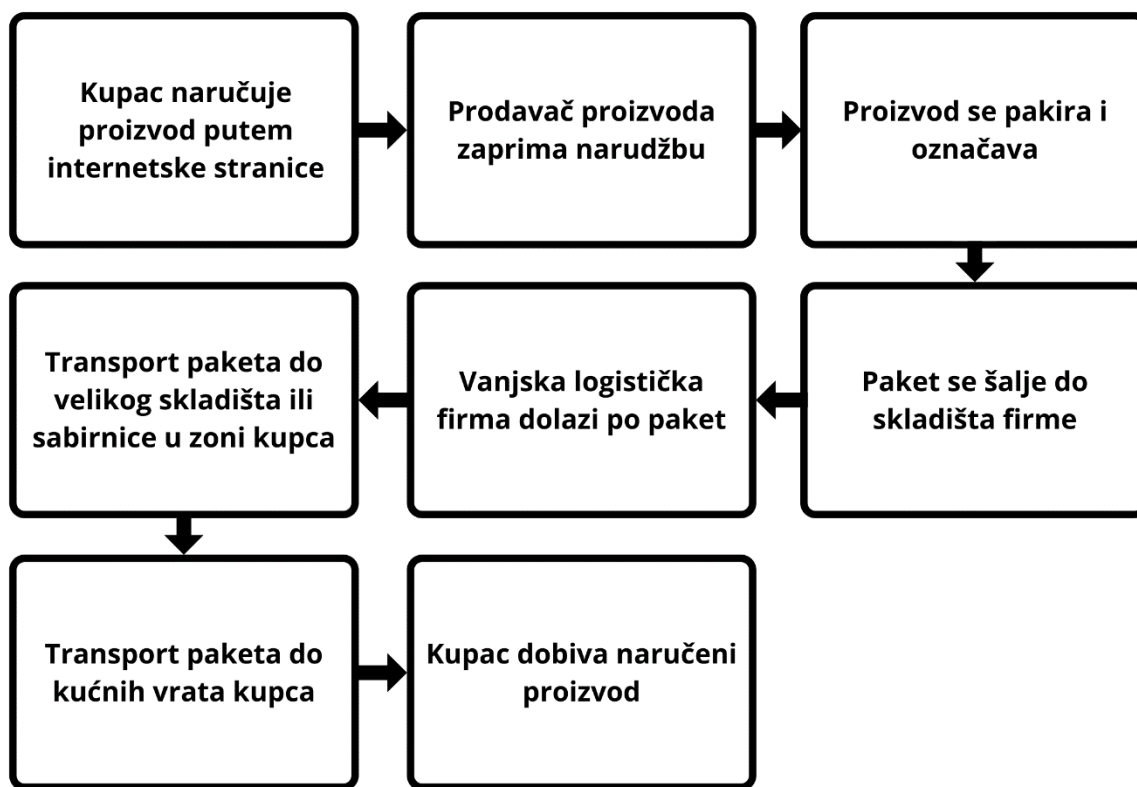 Kupac naručuje
proizvod putem
internetske stranice
Prodavač proizvoda
zaprima narudžbu
Proizvod se pakira i
označava
Paket se šalje do
skladišta firme
Vanjska logistička
firma dolazi po paket
Transport paketa do
velikog skladišta ili
sabirnice u zoni kupca
Transport paketa do
kućnih vrata kupca
Kupac dobiva naručeni
proizvod